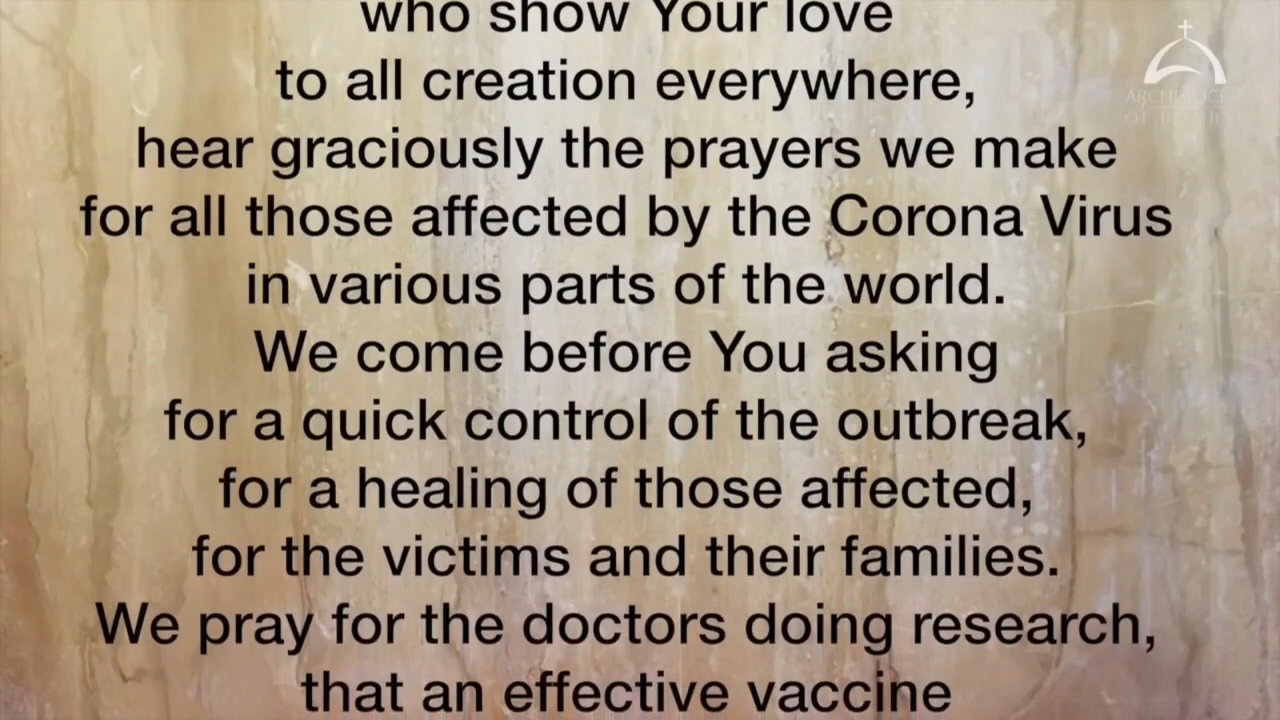 who show Your love
to all creation everywhere,
hear graciously the prayers we make
for all those affected by the Corona Virus
in various parts of the world.
We come before You asking
for a quick control of the outbreak,
for a healing of those affected,
for the victims and their families.
We pray for the doctors doing research,
that an effective vaccine